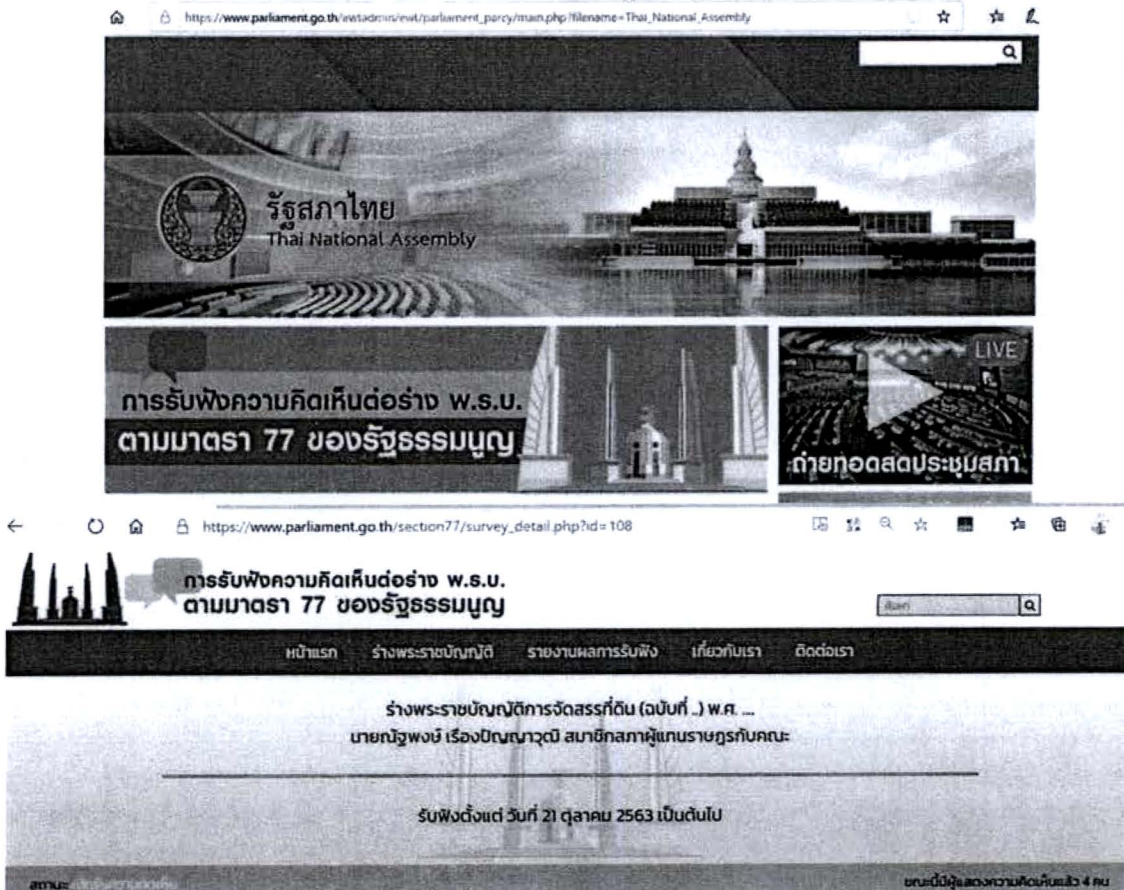 https://www.parliament.go.th/ewtadmin/ewt/parliament_parcy/main.php?filename=Thai_National_Assembly
รัฐสภาไทย
Thai National Assembly
LIVE
การรับฟังความคิดเห็นต่อร่าง พ.ร.บ.
ตามมาตรา 77 ของรัฐธรรมนูญ
ถ่ายทอดสดประชุมสภา
https://www.parliament.go.th/section77/survey_detail.php?id=108
การรับฟังความคิดเห็นต่อร่าง พ.ร.บ.
ตามมาตรา 77 ของรัฐธรรมนูญ
ค้นหา
หน้าแรก ร่างพระราชบัญญัติ รายงานผลการรับฟัง เกี่ยวกับเรา ติดต่อเรา
ร่างพระราชบัญญัติการจัดสรรที่ดิน (ฉบับที่ ..) พ.ศ. ....
นายณัฐพงษ์ เรืองปัญญาวุฒิ สมาชิกสภาผู้แทนราษฎรกับคณะ
รับฟังตั้งแต่ วันที่ 21 ตุลาคม 2563 เป็นต้นไป
สถานะ ขณะนี้มีผู้แสดงความคิดเห็นแล้ว 4 คน